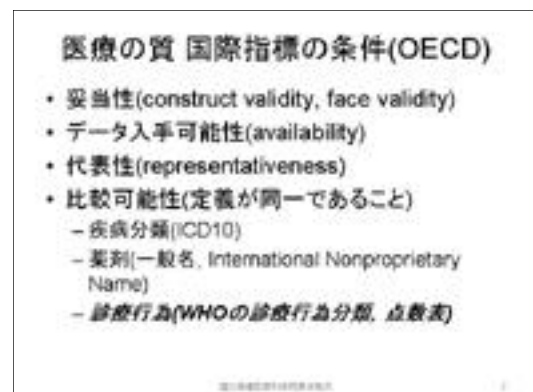 医療の質 国際指標の条件(OECD)
• 妥当性(construct validity, face validity)
• データ入手可能性(availability)
• 代表性(representativeness)
• 比較可能性(定義が同一であること)
– 疾病分類(ICD10)
– 薬剤(一般名, International Nonproprietary
Name)
– 診療行為(WHOの診療行為分類, 点数表)